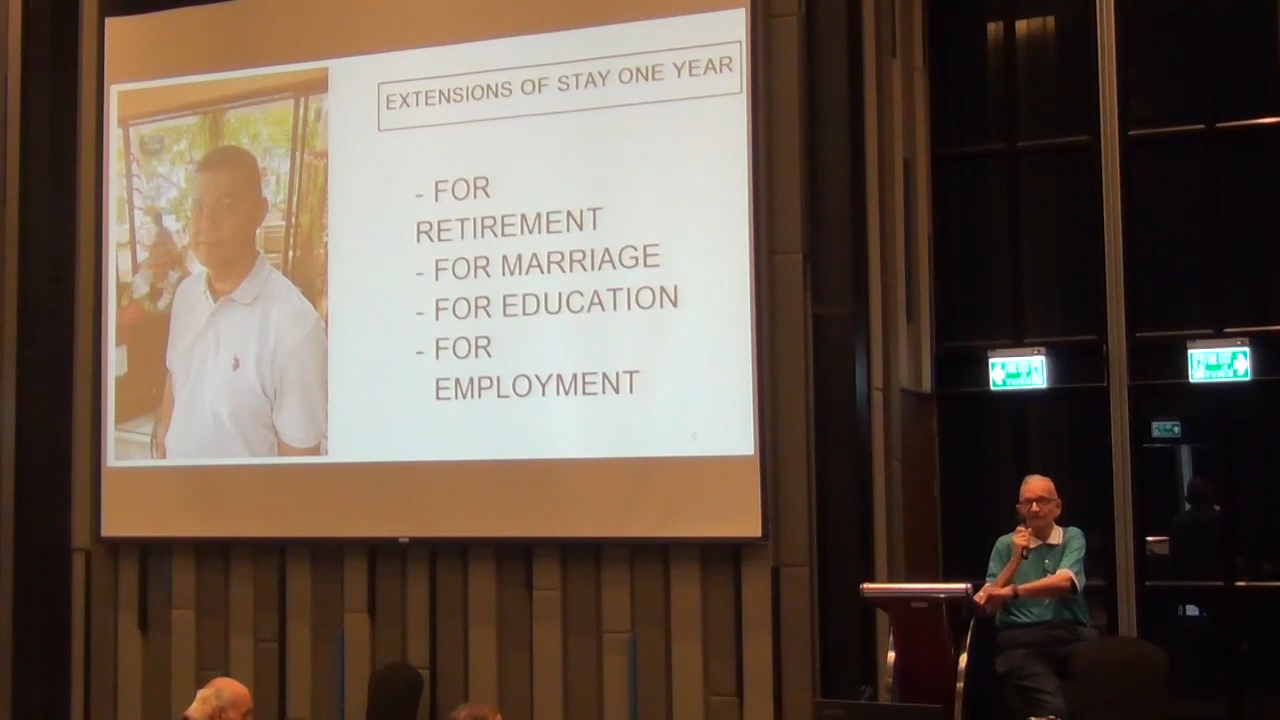 EXTENSIONS OF STAY ONE YEAR
- FOR
RETIREMENT
- FOR MARRIAGE
- FOR EDUCATION
- FOR
EMPLOYMENT